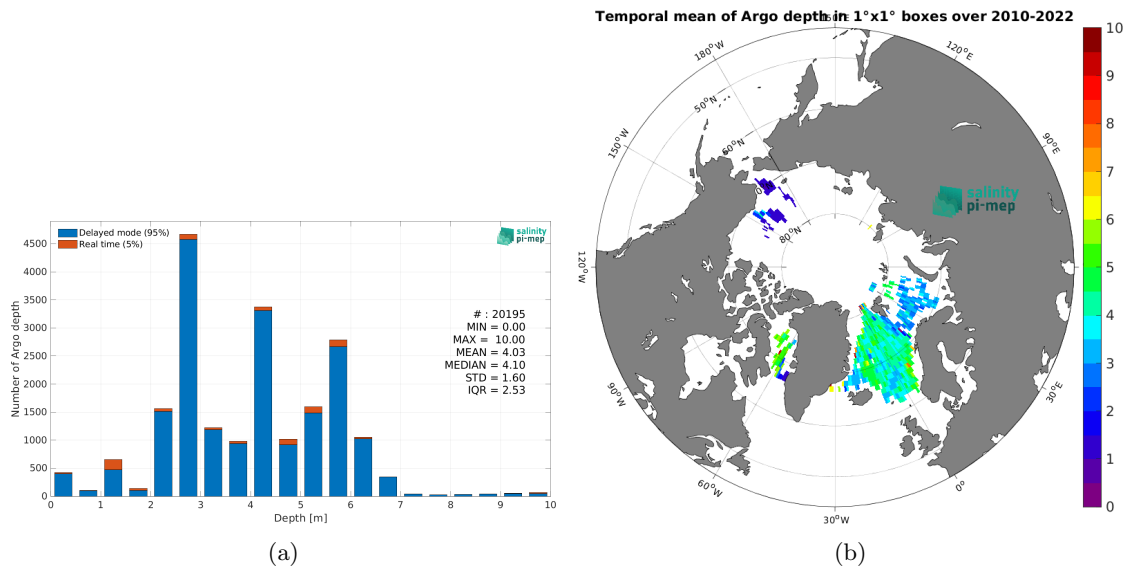 Temporal mean of Argo depth in 1°x1° boxes over 2010-2022
Delayed mode (95%)
Real time (5%)
salinity
pi-mep
# : 20195
MIN = 0.00
MAX = 10.00
MEAN = 4.03
MEDIAN = 4.10
STD = 1.60
IQR = 2.53
Number of Argo depth
4500
4000
3500
3000
2500
2000
1500
1000
500
0
0 1 2 3 4 5 6 7 8 9 10
Depth [m]
(a)
150°E
180°W
120°E
150°W
90°E
120°W
90°W
60°W
30°W
0°
30°E
50°N
60°N
80°N
salinity
pi-mep
10
9
8
7
6
5
4
3
2
1
0
(b)